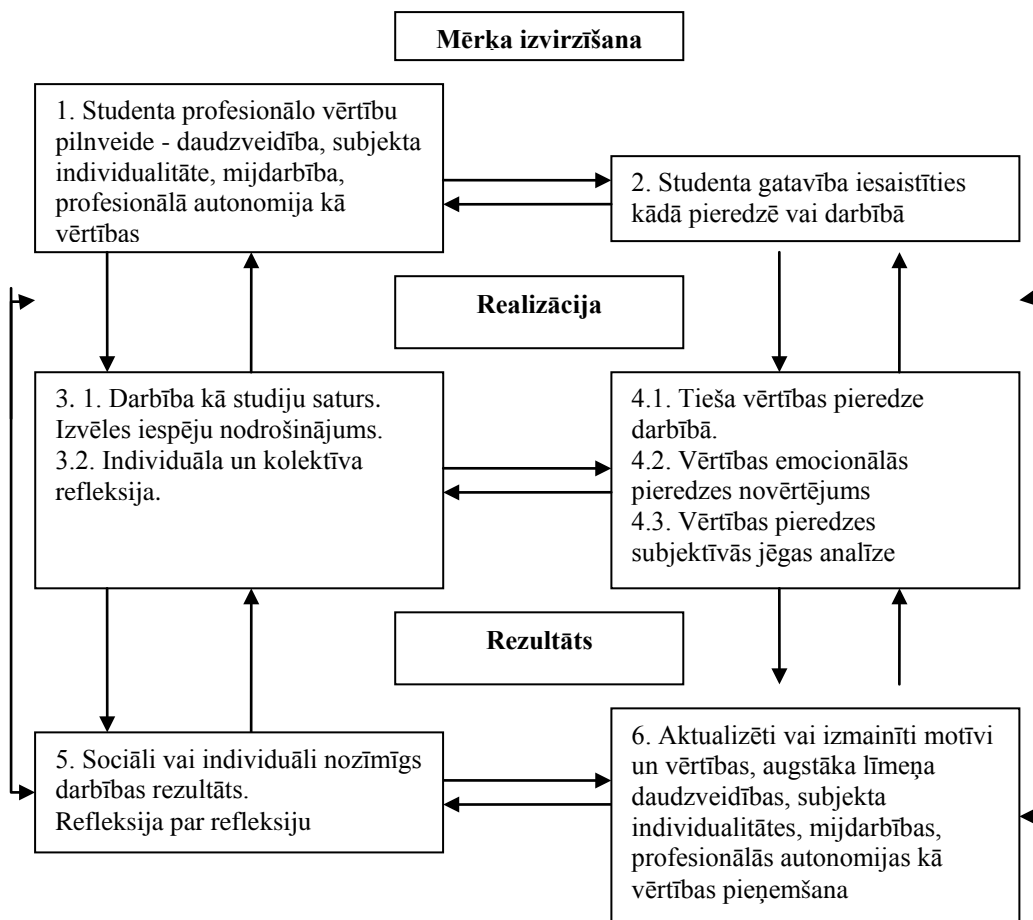 Mērķa izvirzīšana
1. Studenta profesionālo vērtību
pilnveide - daudzveidība, subjekta
individualitāte, mijdarbība,
profesionālā autonomija kā
vērtības
2. Studenta gatavība iesaistīties
kādā pieredzē vai darbībā
Realizācija
3. 1. Darbība kā studiju saturs.
Izvēles iespēju nodrošinājums.
3.2. Individuāla un kolektīva
refleksija.
4.1. Tieša vērtības pieredze
darbībā.
4.2. Vērtības emocionālās
pieredzes novērtējums
4.3. Vērtības pieredzes
subjektīvās jēgas analīze
Rezultāts
5. Sociāli vai individuāli nozīmīgs
darbības rezultāts.
Refleksija par refleksiju
6. Aktualizēti vai izmainīti motīvi
un vērtības, augstāka līmeņa
daudzveidības, subjekta
individualitātes, mijdarbības,
profesionālās autonomijas kā
vērtības pieņemšana